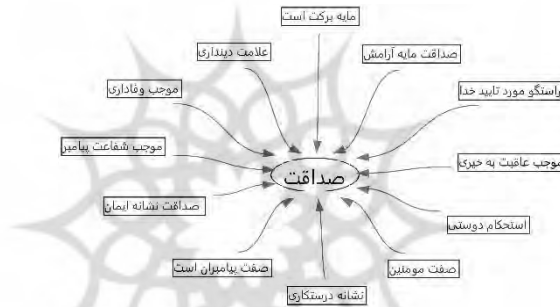 مایه برکت است
علامت دینداری
صداقت مایه آرامش
موجب وفاداری
راستگو مورد تایید خدا
موجب شفاعت پیامبر
موجب عاقبت به خیری
صداقت
صداقت نشانه ایمان
استحکام دوستی
صفت پیامبران است
صفت مومنین
نشانه درستکاری